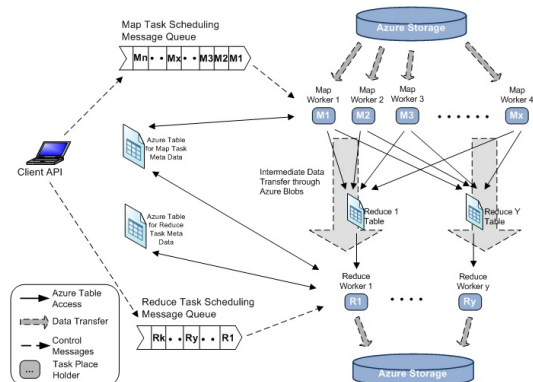 Map Task Scheduling
Message Queue
Mn • • Mx • • M3 M2 M1
Azure Storage
Map
Worker 1
Map
Worker 2
Map
Worker 3
Map
Worker 4
M1
M2
M3
• • • • • •
Mx
Client API
Azure Table
for Map Task
Meta Data
Intermediate Data
Transfer through
Azure Blobs
Reduce 1
Table
Reduce Y
Table
Azure Table
for Reduce
Task Meta
Data
Reduce
Worker 1
Reduce
Worker y
R1
• • • •
Ry
Reduce Task Scheduling
Message Queue
Rk • • Ry • • R1
Azure Storage
Azure Table
Access
Data Transfer
Control
Messages
...
Task Place
Holder